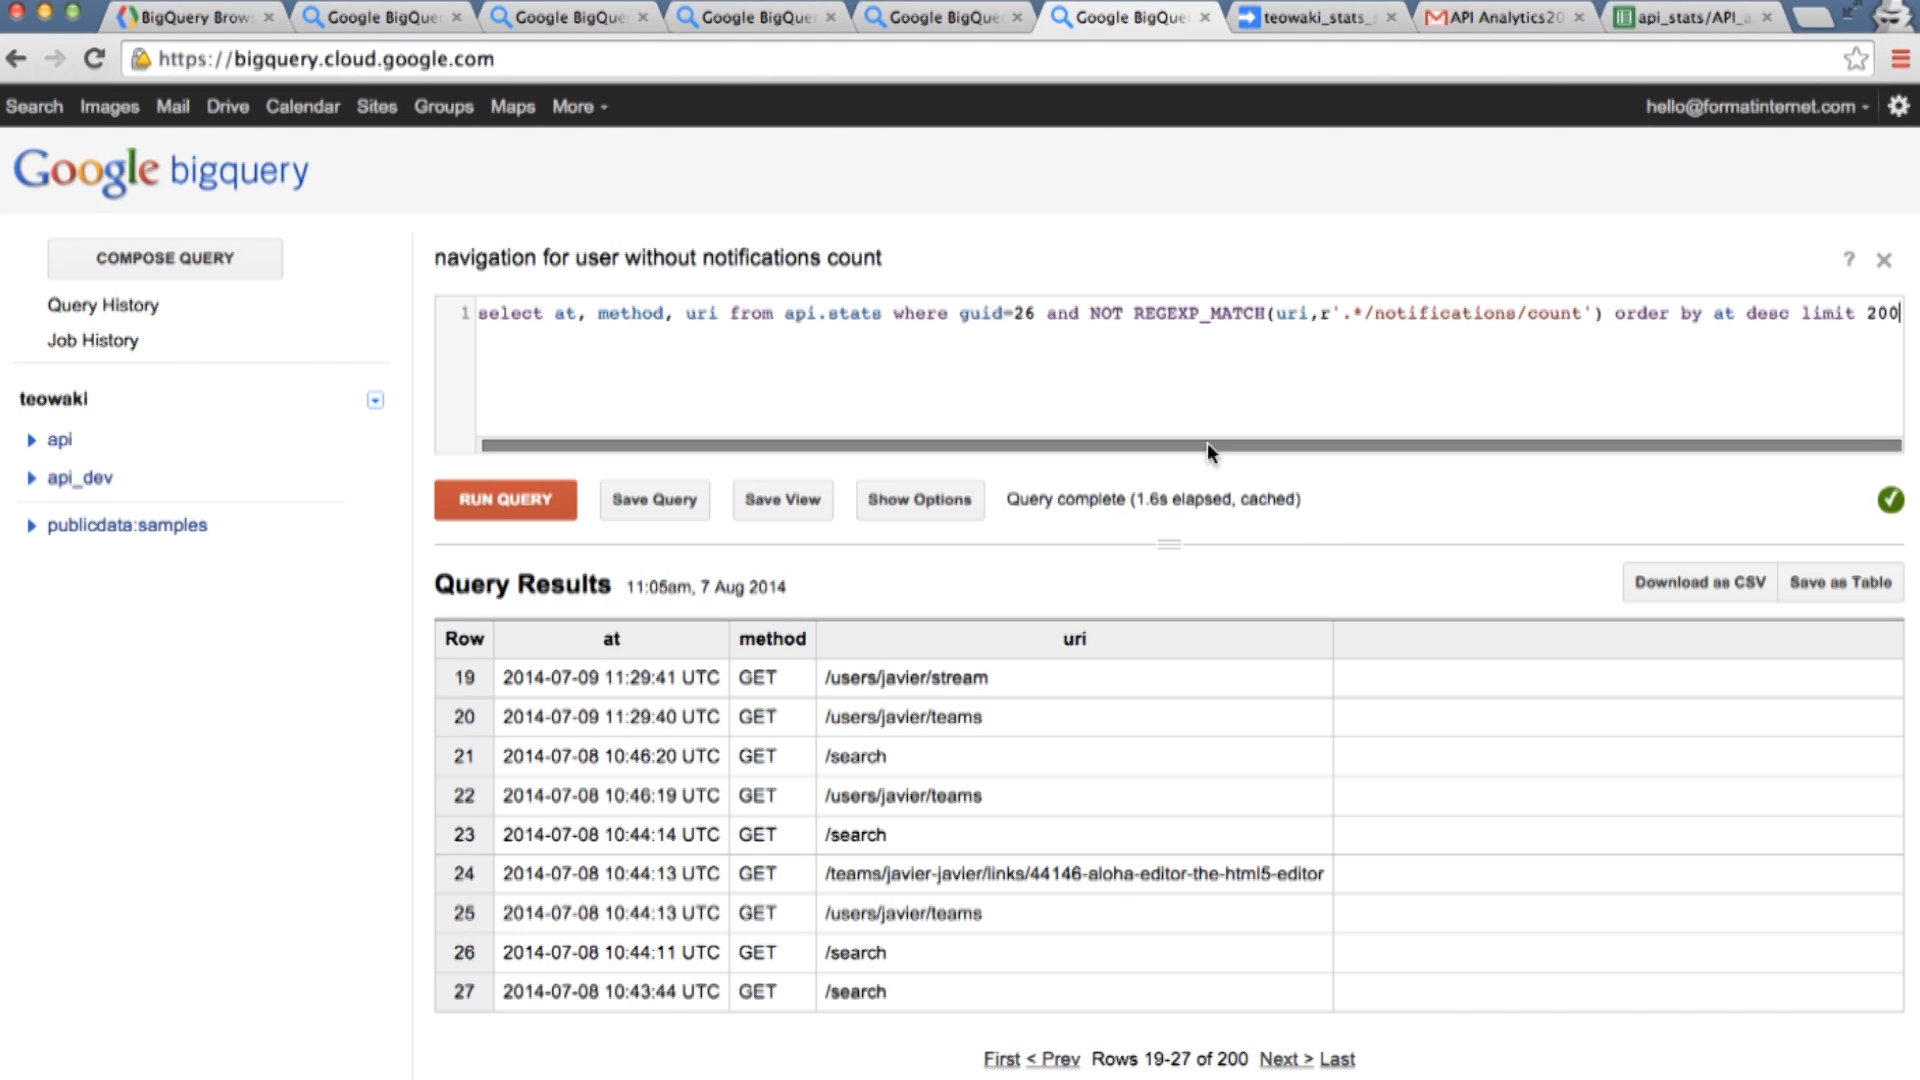 BigQuery Brow
Google BigQue
Google BigQue
Google BigQue
Google BigQue
Google BigQue
teowaki_stats_
API Analytics20
api_stats/API_a
https://bigquery.cloud.google.com
Search Images Mail Drive Calendar Sites Groups Maps More
hello@formatinternet.com
Google bigquery
COMPOSE QUERY
Query History
Job History
teowaki
api
api_dev
publicdata:samples
navigation for user without notifications count
?
1 select at, method, uri from api.stats where guid=26 and NOT REGEXP_MATCH(uri,r'.*/notifications/count') order by at desc limit 200
RUN QUERY Save Query Save View Show Options Query complete (1.6s elapsed, cached)
Query Results 11:05am, 7 Aug 2014
Download as CSV Save as Table
Row at method uri
19 2014-07-09 11:29:41 UTC GET /users/javier/stream
20 2014-07-09 11:29:40 UTC GET /users/javier/teams
21 2014-07-08 10:46:20 UTC GET /search
22 2014-07-08 10:46:19 UTC GET /users/javier/teams
23 2014-07-08 10:44:14 UTC GET /search
24 2014-07-08 10:44:13 UTC GET /teams/javier-javier/links/44146-aloha-editor-the-html5-editor
25 2014-07-08 10:44:13 UTC GET /users/javier/teams
26 2014-07-08 10:44:11 UTC GET /search
27 2014-07-08 10:43:44 UTC GET /search
First < Prev Rows 19-27 of 200 Next > Last